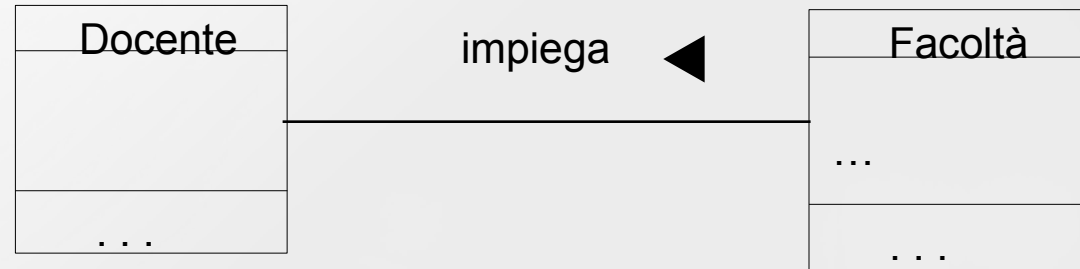 Docente
impiega
Facoltà
...
. . .
. . .